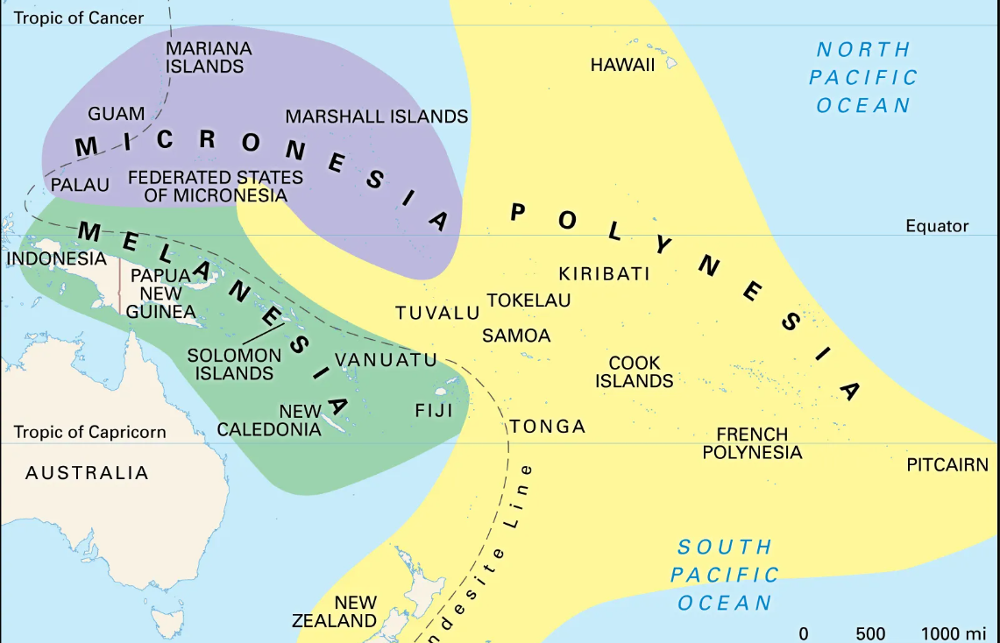 Tropic of Cancer
MARIANA
ISLANDS
HAWAII
NORTH
PACIFIC
OCEAN
GUAM
MARSHALL ISLANDS
MICRONESIA
PALAU
FEDERATED STATES
OF MICRONESIA
POLYNESIA
Equator
MELANESIA
INDONESIA
PAPUA
NEW
GUINEA
KIRIBATI
TOKELAU
TUVALU
SAMOA
SOLOMON
ISLANDS
VANUATU
COOK
ISLANDS
FIJI
NEW
CALEDONIA
TONGA
Tropic of Capricorn
FRENCH
POLYNESIA
PITCAIRN
AUSTRALIA
ndesite Line
SOUTH
PACIFIC
OCEAN
NEW
ZEALAND
0 500 1000 mi